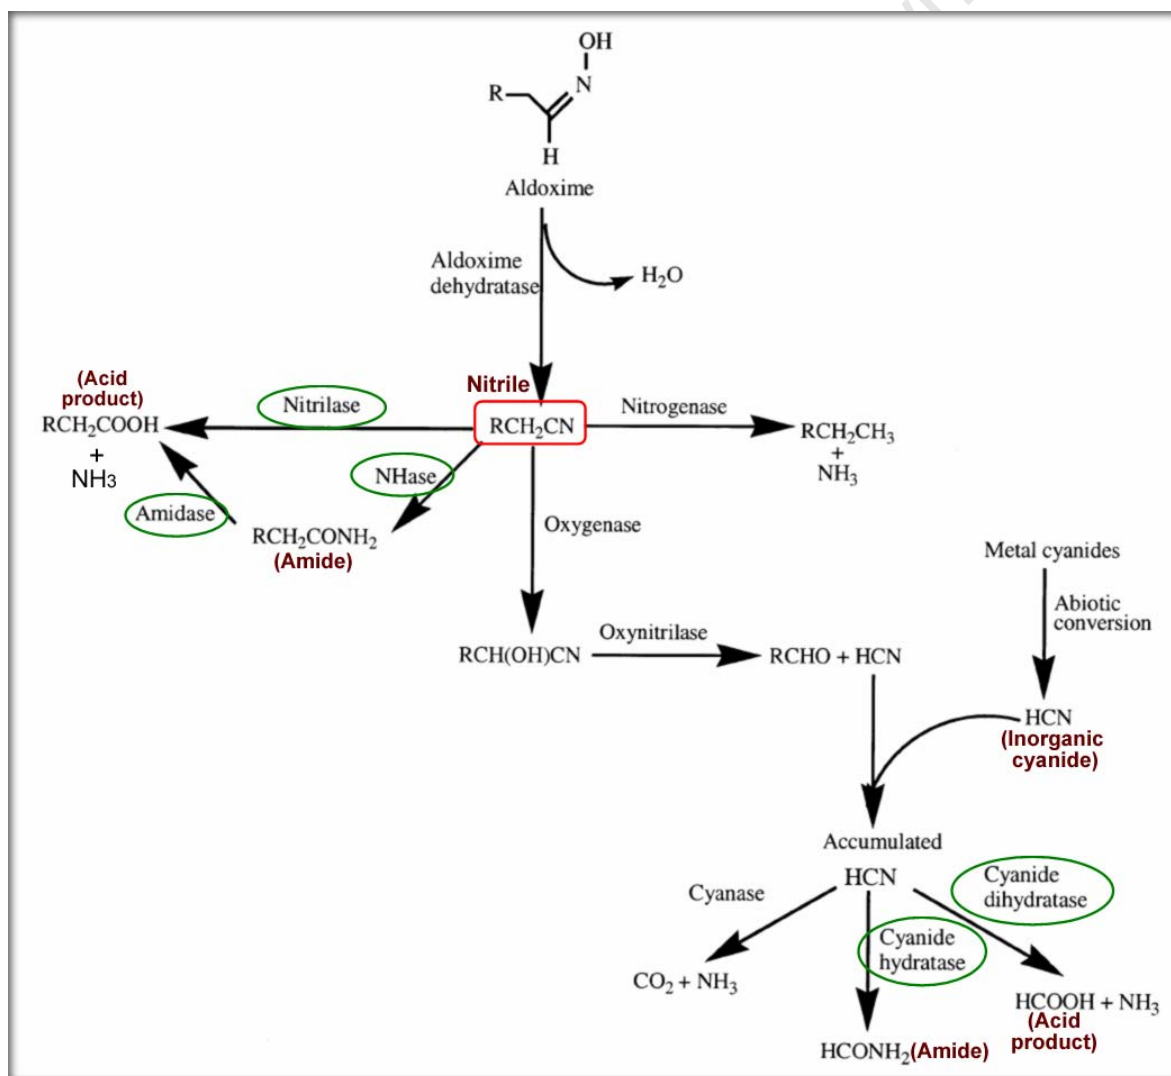 OH
N
R
H
Aldoxime
Aldoxime
dehydratase
H₂O
(Acid
product)
RCH₂COOH
+
NH₃
Nitrilase
Nitrile
RCH₂CN
Nitrogenase
RCH₂CH₃
+
NH₃
NHase
Amidase
RCH₂CONH₂
(Amide)
Oxygenase
Metal cyanides
Abiotic
conversion
RCH(OH)CN
Oxynitrilase
RCHO + HCN
HCN
(Inorganic
cyanide)
Accumulated
HCN
Cyanase
Cyanide
dihydratase
Cyanide
hydratase
CO₂ + NH₃
HCOOH + NH₃
(Acid
product)
HCONH₂(Amide)